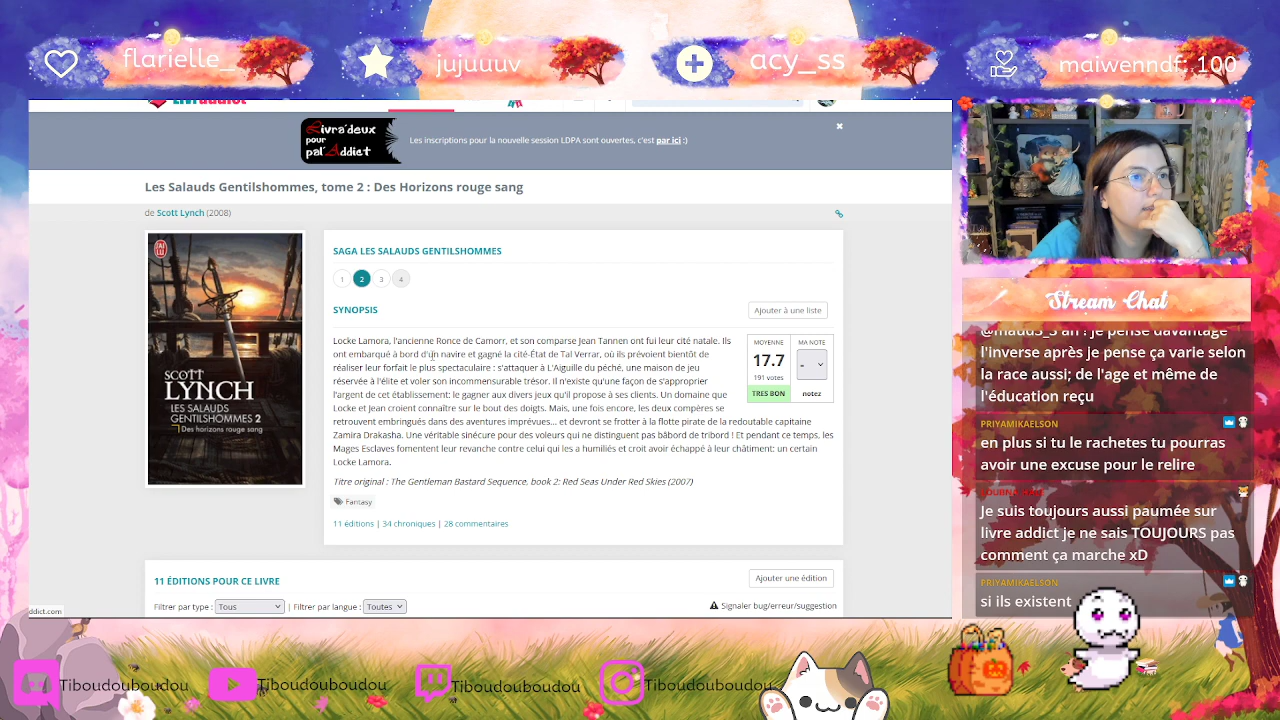 flarielle_
jujuuuv
acy_ss
maiwenndf: 100
Livraddict
Livra'deux
pour
pal'Addict
Les inscriptions pour la nouvelle session LDPA sont ouvertes, c'est par ici :)
Les Salauds Gentilshommes, tome 2 : Des Horizons rouge sang
de Scott Lynch (2008)
J'AI LU
SCOTT
LYNCH
LES SALAUDS
GENTILSHOMMES 2
Des horizons rouge sang
SAGA LES SALAUDS GENTILSHOMMES
1 2 3 4
SYNOPSIS
Ajouter à une liste
Locke Lamora, l'ancienne Ronce de Camorr, et son comparse Jean Tannen ont fui leur cité natale. Ils
ont embarqué à bord d'un navire et gagné la cité-État de Tal Verrar, où ils prévoient bientôt de
réaliser leur forfait le plus spectaculaire : s'attaquer à L'Aiguille du péché, une maison de jeu
réservée à l'élite et voler son incommensurable trésor. Il n'existe qu'une façon de s'approprier
l'argent de cet établissement: le gagner aux divers jeux qu'il propose à ses clients. Un domaine que
Locke et Jean croient connaître sur le bout des doigts. Mais, une fois encore, les deux compères se
retrouvent embringués dans des aventures imprévues... et devront se frotter à la flotte pirate de la redoutable capitaine
Zamira Drakasha. Une véritable sinécure pour des voleurs qui ne distinguent pas bâbord de tribord ! Et pendant ce temps, les
Mages Esclaves fomentent leur revanche contre celui qui les a humiliés et croit avoir échappé à leur châtiment: un certain
Locke Lamora.
MOYENNE
17.7
191 votes
TRES BON
MA NOTE
-
notez
Titre original : The Gentleman Bastard Sequence, book 2: Red Seas Under Red Skies (2007)
Fantasy
11 éditions | 34 chroniques | 28 commentaires
11 ÉDITIONS POUR CE LIVRE
Ajouter une édition
Filtrer par type : Tous | Filtrer par langue : Toutes
Signaler bug/erreur/suggestion
ddict.com
Stream Chat
l'inverse après je pense ça varie selon
la race aussi; de l'age et même de
l'éducation reçu
PRIYAMIKAELSON
en plus si tu le rachetes tu pourras
avoir une excuse pour le relire
Je suis toujours aussi paumée sur
livre addict je ne sais TOUJOURS pas
comment ça marche xD
PRIYAMIKAELSON
si ils existent
Tiboudouboudou
Tiboudouboudou
Tiboudouboudou
Tiboudouboudou